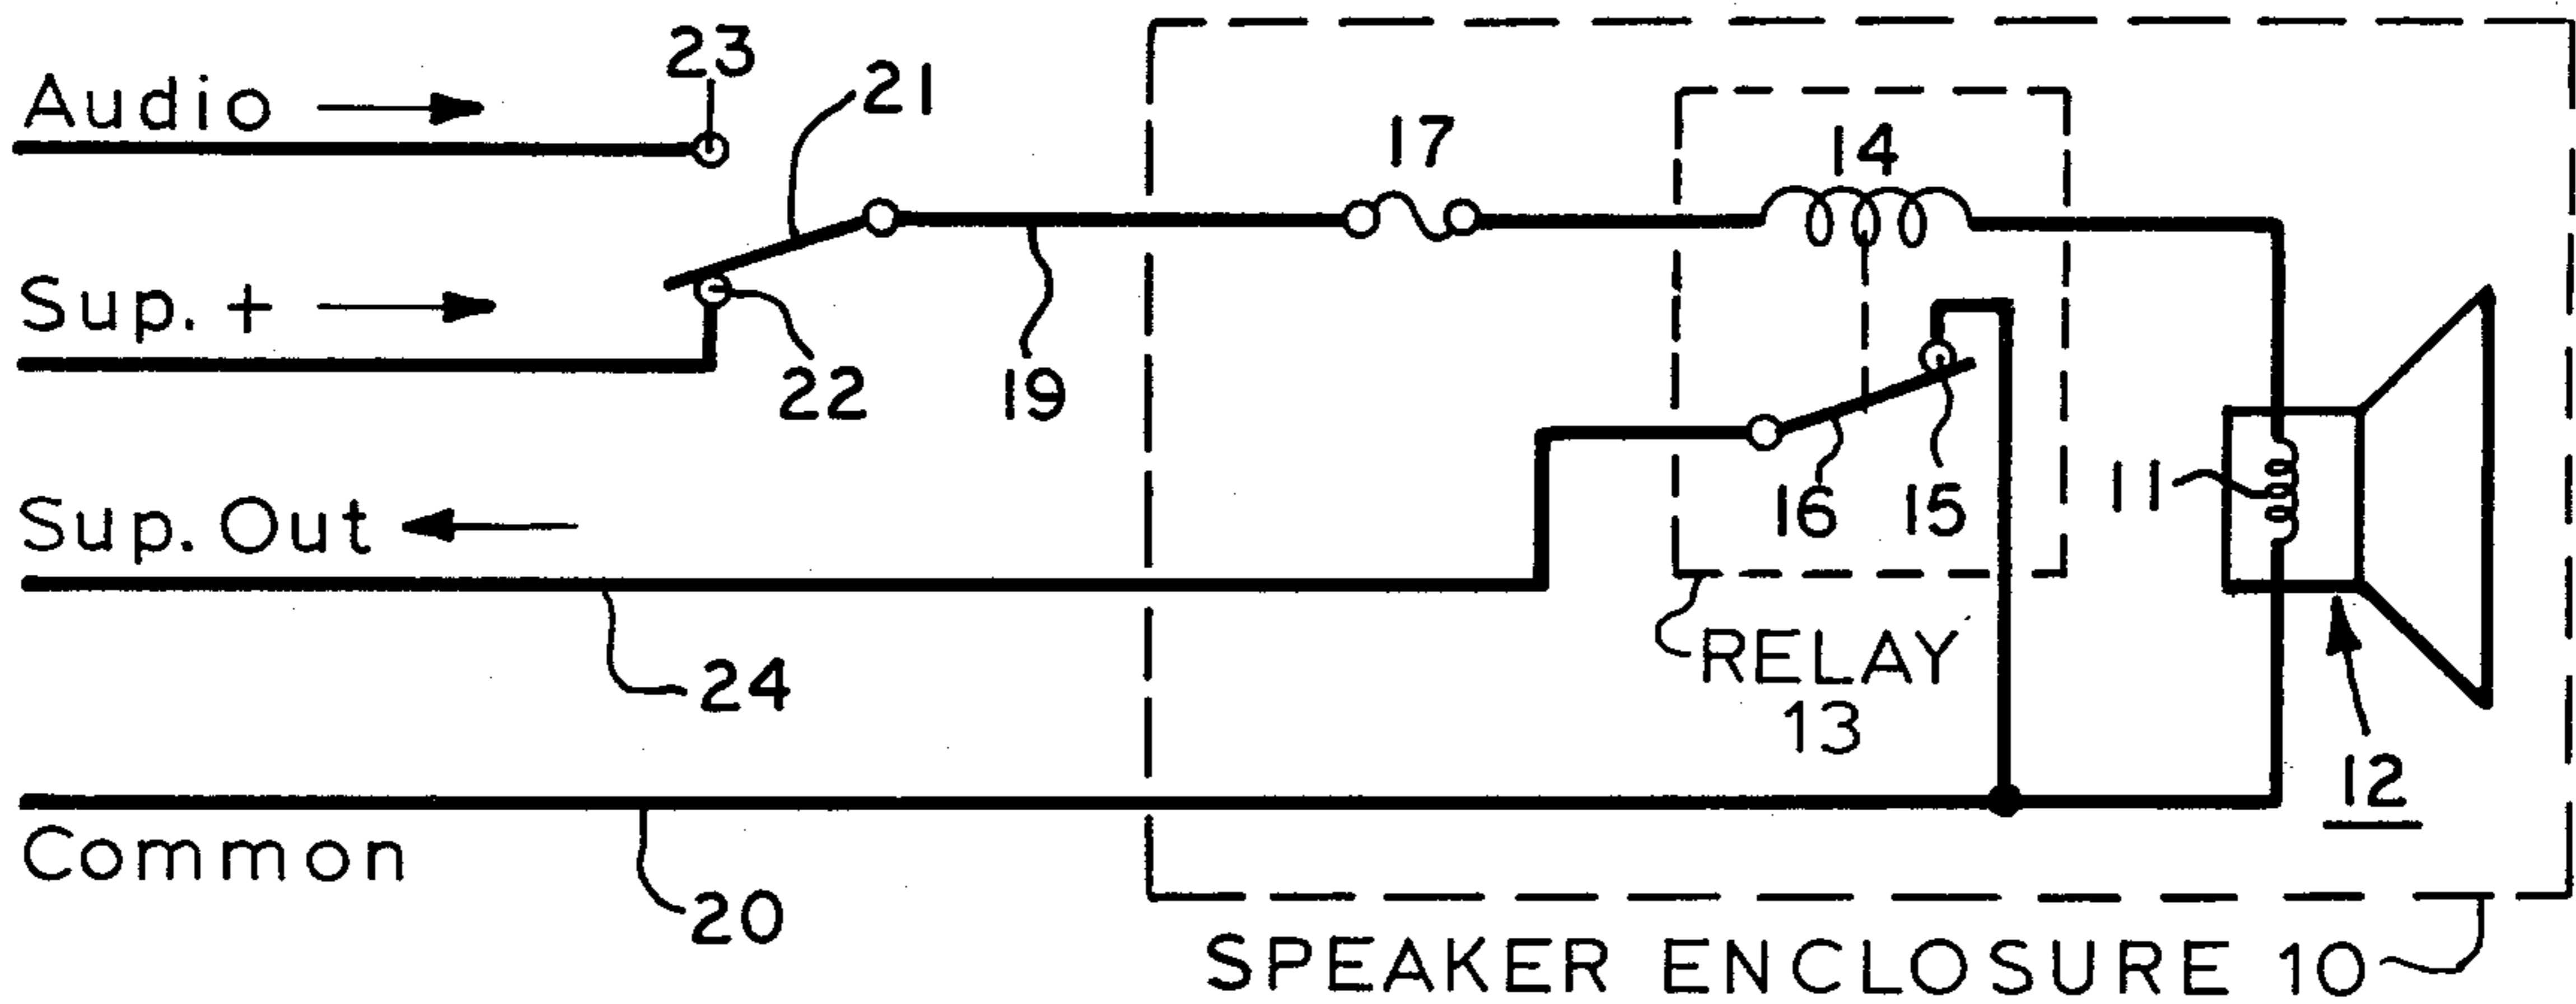 23
Audio
21
17
14
Sup. +
22
19
16
15
11
Sup. Out
24
RELAY
13
12
Common
20
SPEAKER ENCLOSURE 10